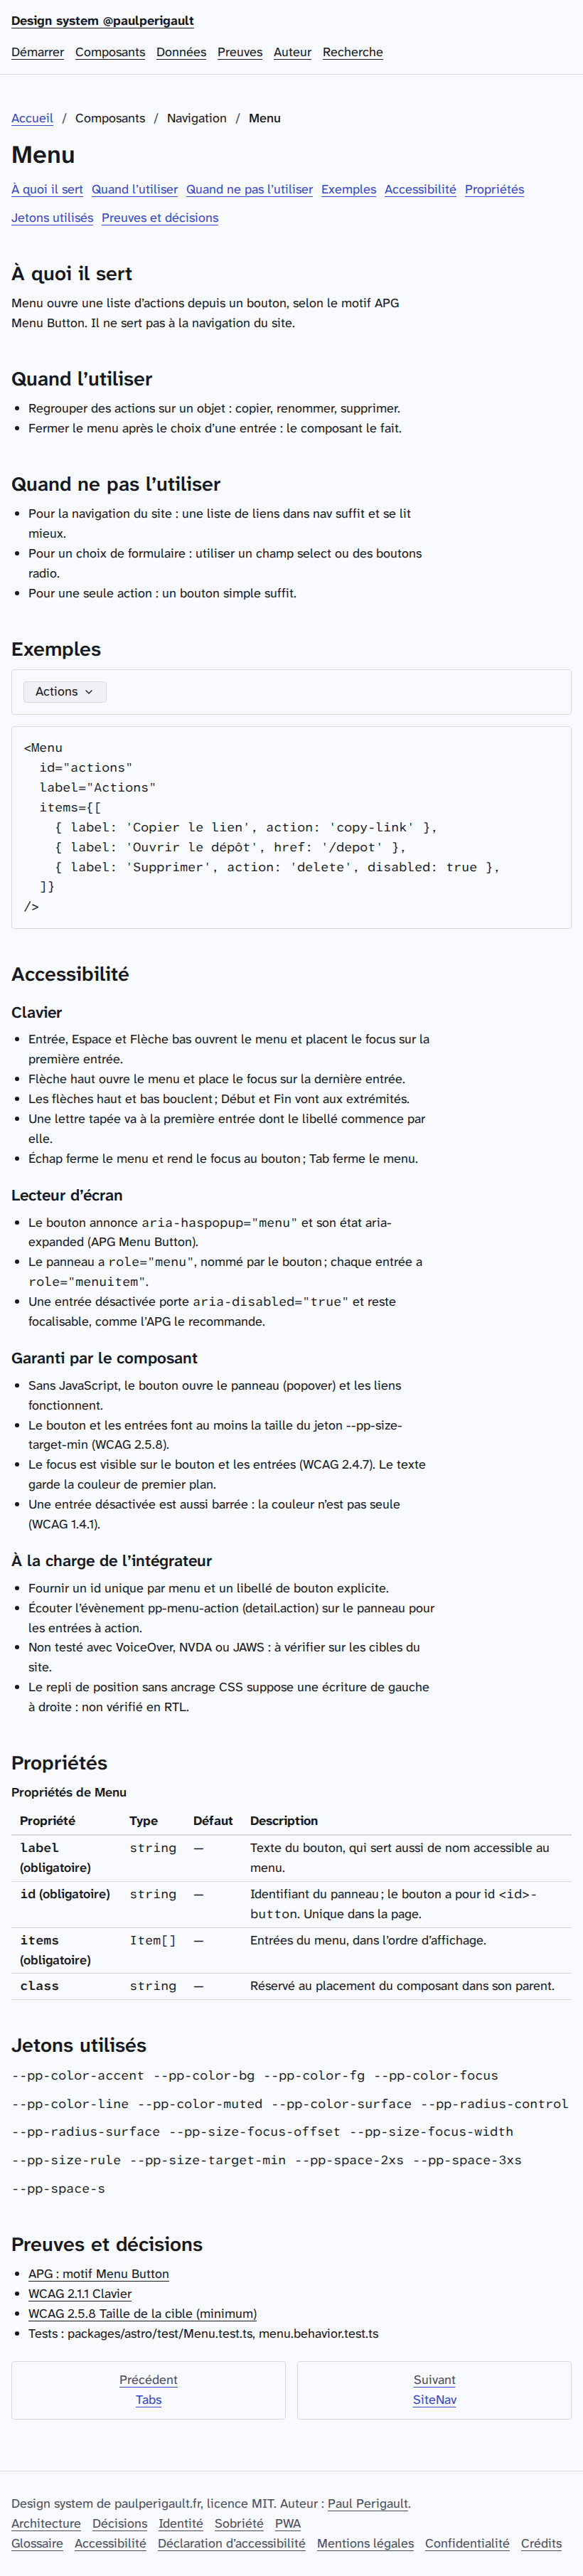 Design system @paulperigault
Démarrer Composants Données Preuves Auteur Recherche
Accueil / Composants / Navigation / Menu
Menu
À quoi il sert Quand l’utiliser Quand ne pas l’utiliser Exemples Accessibilité Propriétés
Jetons utilisés Preuves et décisions
À quoi il sert
Menu ouvre une liste d’actions depuis un bouton, selon le motif APG
Menu Button. Il ne sert pas à la navigation du site.
Quand l’utiliser
• Regrouper des actions sur un objet : copier, renommer, supprimer.
• Fermer le menu après le choix d’une entrée : le composant le fait.
Quand ne pas l’utiliser
• Pour la navigation du site : une liste de liens dans nav suffit et se lit
mieux.
• Pour un choix de formulaire : utiliser un champ select ou des boutons
radio.
• Pour une seule action : un bouton simple suffit.
Exemples
Actions
<Menu
  id="actions"
  label="Actions"
  items={[
    { label: 'Copier le lien', action: 'copy-link' },
    { label: 'Ouvrir le dépôt', href: '/depot' },
    { label: 'Supprimer', action: 'delete', disabled: true },
  ]}
/>
Accessibilité
Clavier
• Entrée, Espace et Flèche bas ouvrent le menu et placent le focus sur la
première entrée.
• Flèche haut ouvre le menu et place le focus sur la dernière entrée.
• Les flèches haut et bas bouclent ; Début et Fin vont aux extrémités.
• Une lettre tapée va à la première entrée dont le libellé commence par
elle.
• Échap ferme le menu et rend le focus au bouton ; Tab ferme le menu.
Lecteur d’écran
• Le bouton annonce aria-haspopup="menu" et son état aria-
expanded (APG Menu Button).
• Le panneau a role="menu", nommé par le bouton ; chaque entrée a
role="menuitem".
• Une entrée désactivée porte aria-disabled="true" et reste
focalisable, comme l’APG le recommande.
Garanti par le composant
• Sans JavaScript, le bouton ouvre le panneau (popover) et les liens
fonctionnent.
• Le bouton et les entrées font au moins la taille du jeton --pp-size-
target-min (WCAG 2.5.8).
• Le focus est visible sur le bouton et les entrées (WCAG 2.4.7). Le texte
garde la couleur de premier plan.
• Une entrée désactivée est aussi barrée : la couleur n’est pas seule
(WCAG 1.4.1).
À la charge de l’intégrateur
• Fournir un id unique par menu et un libellé de bouton explicite.
• Écouter l’évènement pp-menu-action (detail.action) sur le panneau pour
les entrées à action.
• Non testé avec VoiceOver, NVDA ou JAWS : à vérifier sur les cibles du
site.
• Le repli de position sans ancrage CSS suppose une écriture de gauche
à droite : non vérifié en RTL.
Propriétés
Propriétés de Menu
Propriété Type Défaut Description
label string — Texte du bouton, qui sert aussi de nom accessible au
(obligatoire) menu.
id (obligatoire) string — Identifiant du panneau ; le bouton a pour id <id>-
button. Unique dans la page.
items Item[] — Entrées du menu, dans l’ordre d’affichage.
(obligatoire)
class string — Réservé au placement du composant dans son parent.
Jetons utilisés
--pp-color-accent --pp-color-bg --pp-color-fg --pp-color-focus
--pp-color-line --pp-color-muted --pp-color-surface --pp-radius-control
--pp-radius-surface --pp-size-focus-offset --pp-size-focus-width
--pp-size-rule --pp-size-target-min --pp-space-2xs --pp-space-3xs
--pp-space-s
Preuves et décisions
• APG : motif Menu Button
• WCAG 2.1.1 Clavier
• WCAG 2.5.8 Taille de la cible (minimum)
• Tests : packages/astro/test/Menu.test.ts, menu.behavior.test.ts
Précédent Suivant
Tabs SiteNav
Design system de paulperigault.fr, licence MIT. Auteur : Paul Perigault.
Architecture Décisions Identité Sobriété PWA
Glossaire Accessibilité Déclaration d’accessibilité Mentions légales Confidentialité Crédits